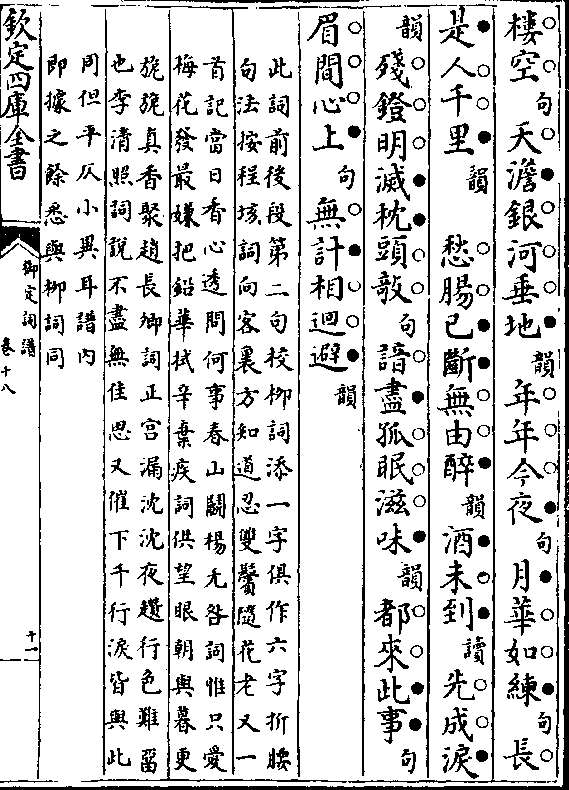 樓空句天澹銀河垂地韻年年今夜句月華如練句長
是人千里韻愁腸已斷無由醉韻酒未到讀先成淚
韻殘鐙明滅枕頭敧句諳盡孤眠滋味韻都來此事句
眉間心上句無計相迴避韻
此詞前後段第二句校柳詞添一字俱作六字折腰
句法按程垓詞向客裏方知道忍雙鬢隨花老又一
首記當日香心透問何事春山鬭楊无咎詞惟只愛
梅花發最嫌把鉛華拭辛棄疾詞供望眼朝與暮更
旎旎真香聚趙長卿詞正宮漏沈沈夜趲行色難留
也李清照詞說不盡無佳思又催下千行淚皆與此
同但平仄小異耳譜內
即據之餘悉與柳詞同
欽定四庫全書
御定詞譜
卷十八
十一